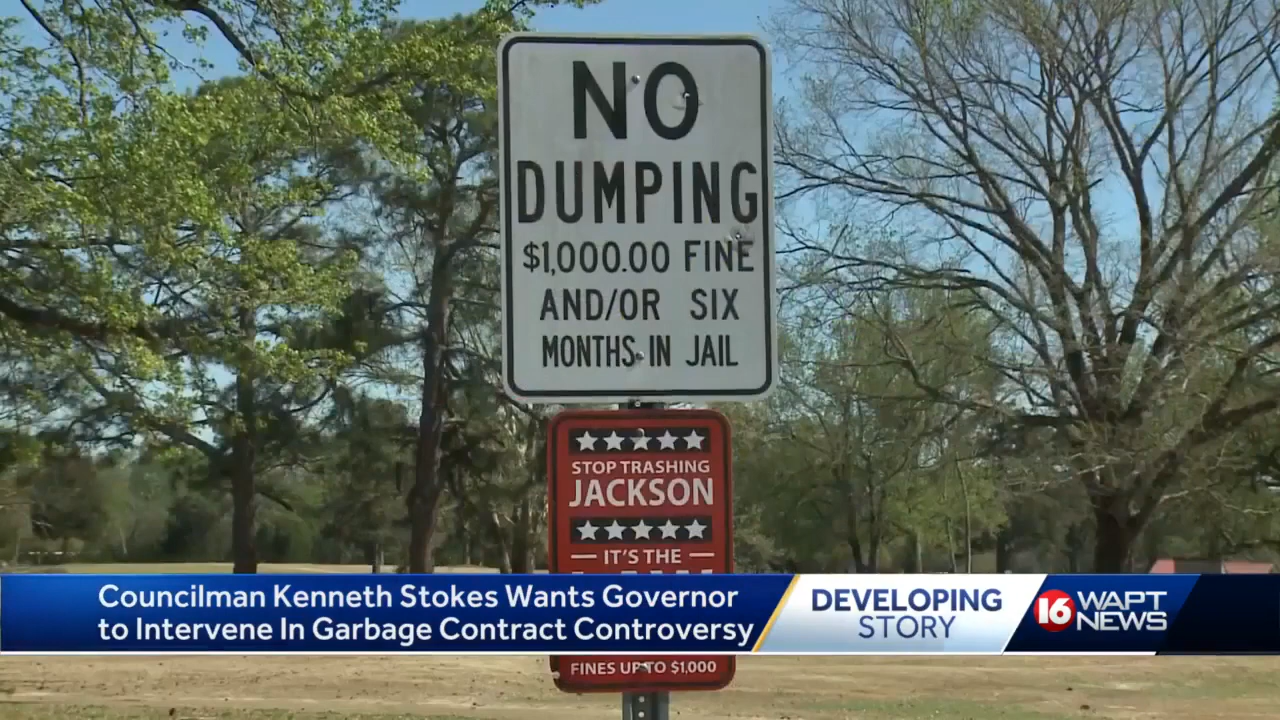 NO
DUMPING
$1,000.00 FINE
AND/OR SIX
MONTHS IN JAIL
STOP TRASHING
JACKSON
IT'S THE
Councilman Kenneth Stokes Wants Governor
to Intervene In Garbage Contract Controversy
DEVELOPING
STORY
16 WAPT
NEWS
FINES UP TO $1,000